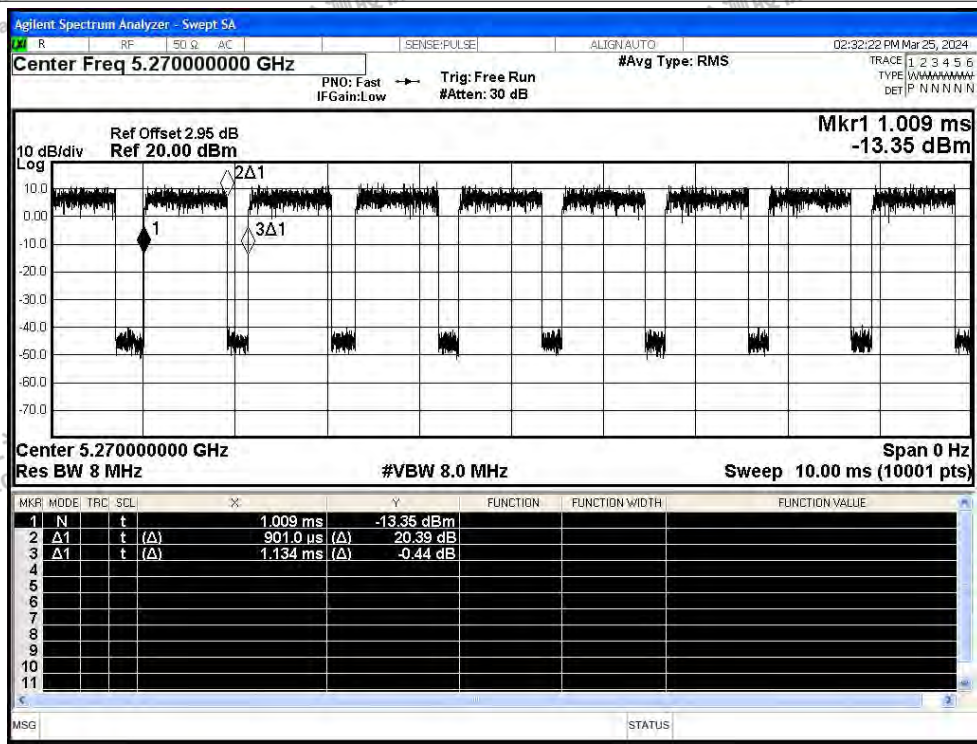 Agilent Spectrum Analyzer - Swept SA
R RF 50 Ω AC SENSE:PULSE ALIGN AUTO 02:32:22 PM Mar 25, 2024
Center Freq 5.270000000 GHz
PNO: Fast
IFGain:Low
Trig: Free Run
#Atten: 30 dB
#Avg Type: RMS
TRACE 1 2 3 4 5 6
TYPE
DET P N N N N N
Mkr1 1.009 ms
-13.35 dBm
Ref Offset 2.95 dB
10 dB/div Ref 20.00 dBm
Log
10.0
0.00
-10.0
-20.0
-30.0
-40.0
-50.0
-60.0
-70.0
2Δ1
1
3Δ1
Center 5.270000000 GHz Span 0 Hz
Res BW 8 MHz #VBW 8.0 MHz Sweep 10.00 ms (10001 pts)
MKR MODE TRC SCL X Y FUNCTION FUNCTION WIDTH FUNCTION VALUE
1 N t 1.009 ms -13.35 dBm
2 Δ1 t (Δ) 901.0 µs (Δ) 20.39 dB
3 Δ1 t (Δ) 1.134 ms (Δ) -0.44 dB
4
5
6
7
8
9
10
11
MSG STATUS